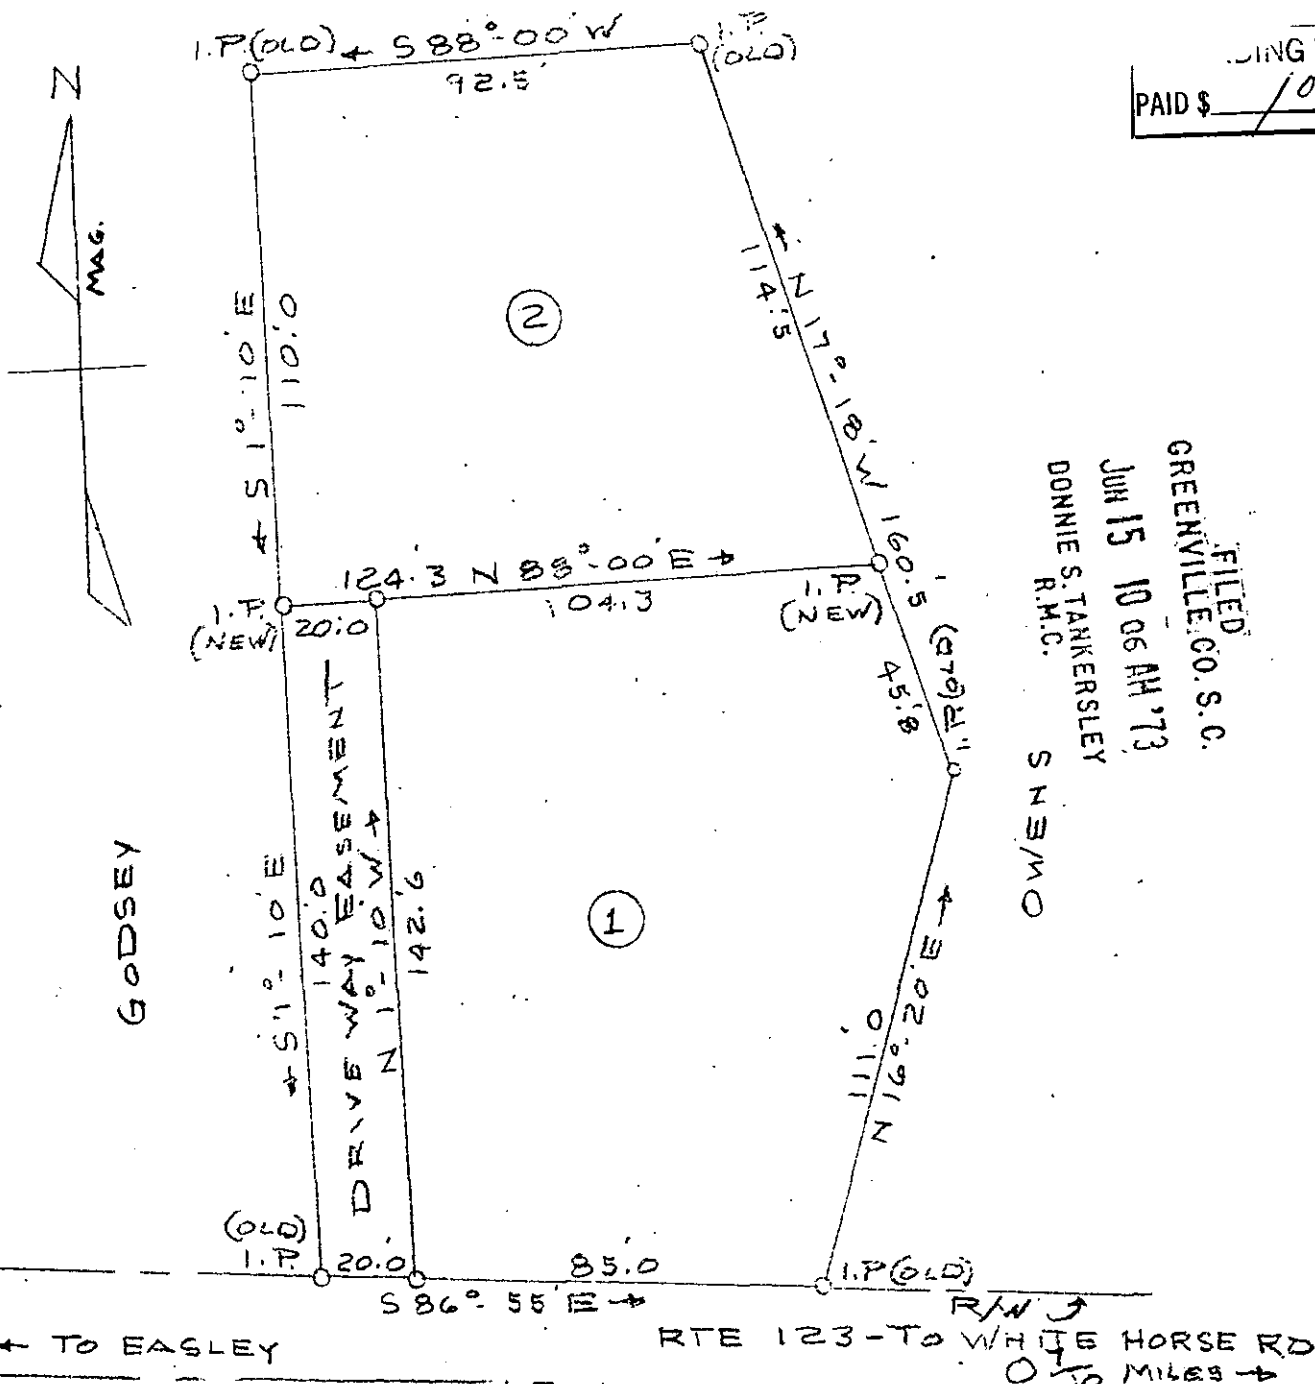 I.P.(OLD) ← S 88°-00' W
92.5'
I.P.
(OLD)
N
MAG.
PAID $
← S 1°-10' E
110.0'
2
← N 17°-18' W 160.5'
114.5'
124.3' N 88°-00' E →
104.3'
I.P.
(NEW)
20.0'
I.P.
(NEW)
45.8'
I.P.(OLD)
FILED
GREENVILLE CO. S. C.
JUN 15 10 06 AM '73
DONNIE S. TANKERSLEY
R.M.C.
OWENS
GODSEY
← S 1°-10' E
140.0'
DRIVE WAY EASEMENT
N 1°-10' W →
142.6'
1
111.0'
N 16°-20' E →
(OLD)
I.P.
20.0'
85.0'
I.P.(OLD)
S 86°-55' E →
R/W
← TO EASLEY
RTE 123-TO WHITE HORSE RD
MILES →